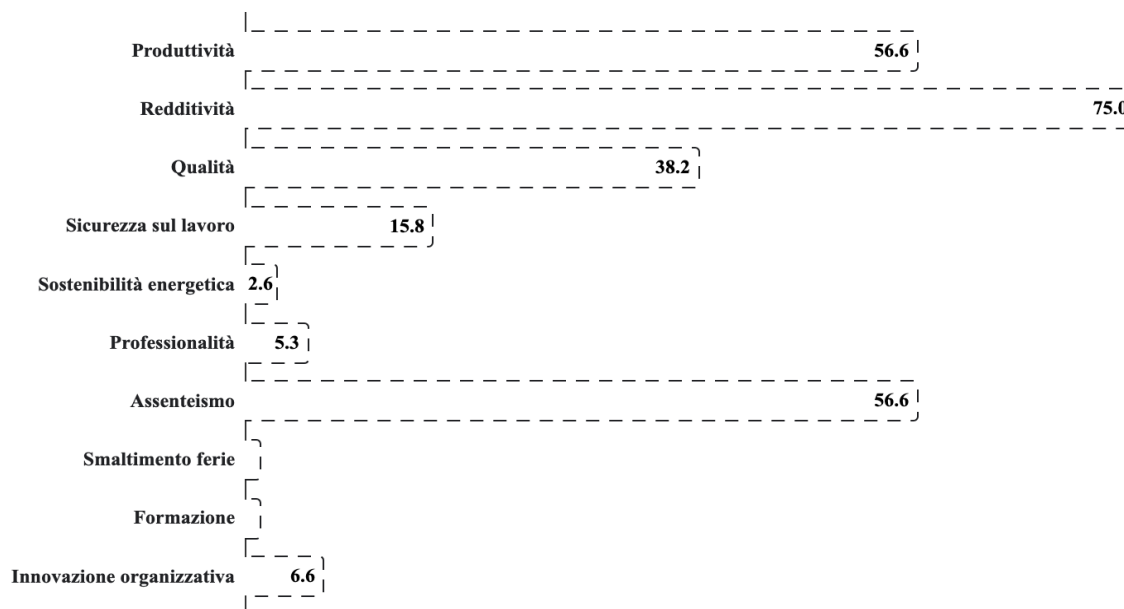 Produttività 56.6
Redditività 75.0
Qualità 38.2
Sicurezza sul lavoro 15.8
Sostenibilità energetica 2.6
Professionalità 5.3
Assenteismo 56.6
Smaltimento ferie
Formazione
Innovazione organizzativa 6.6